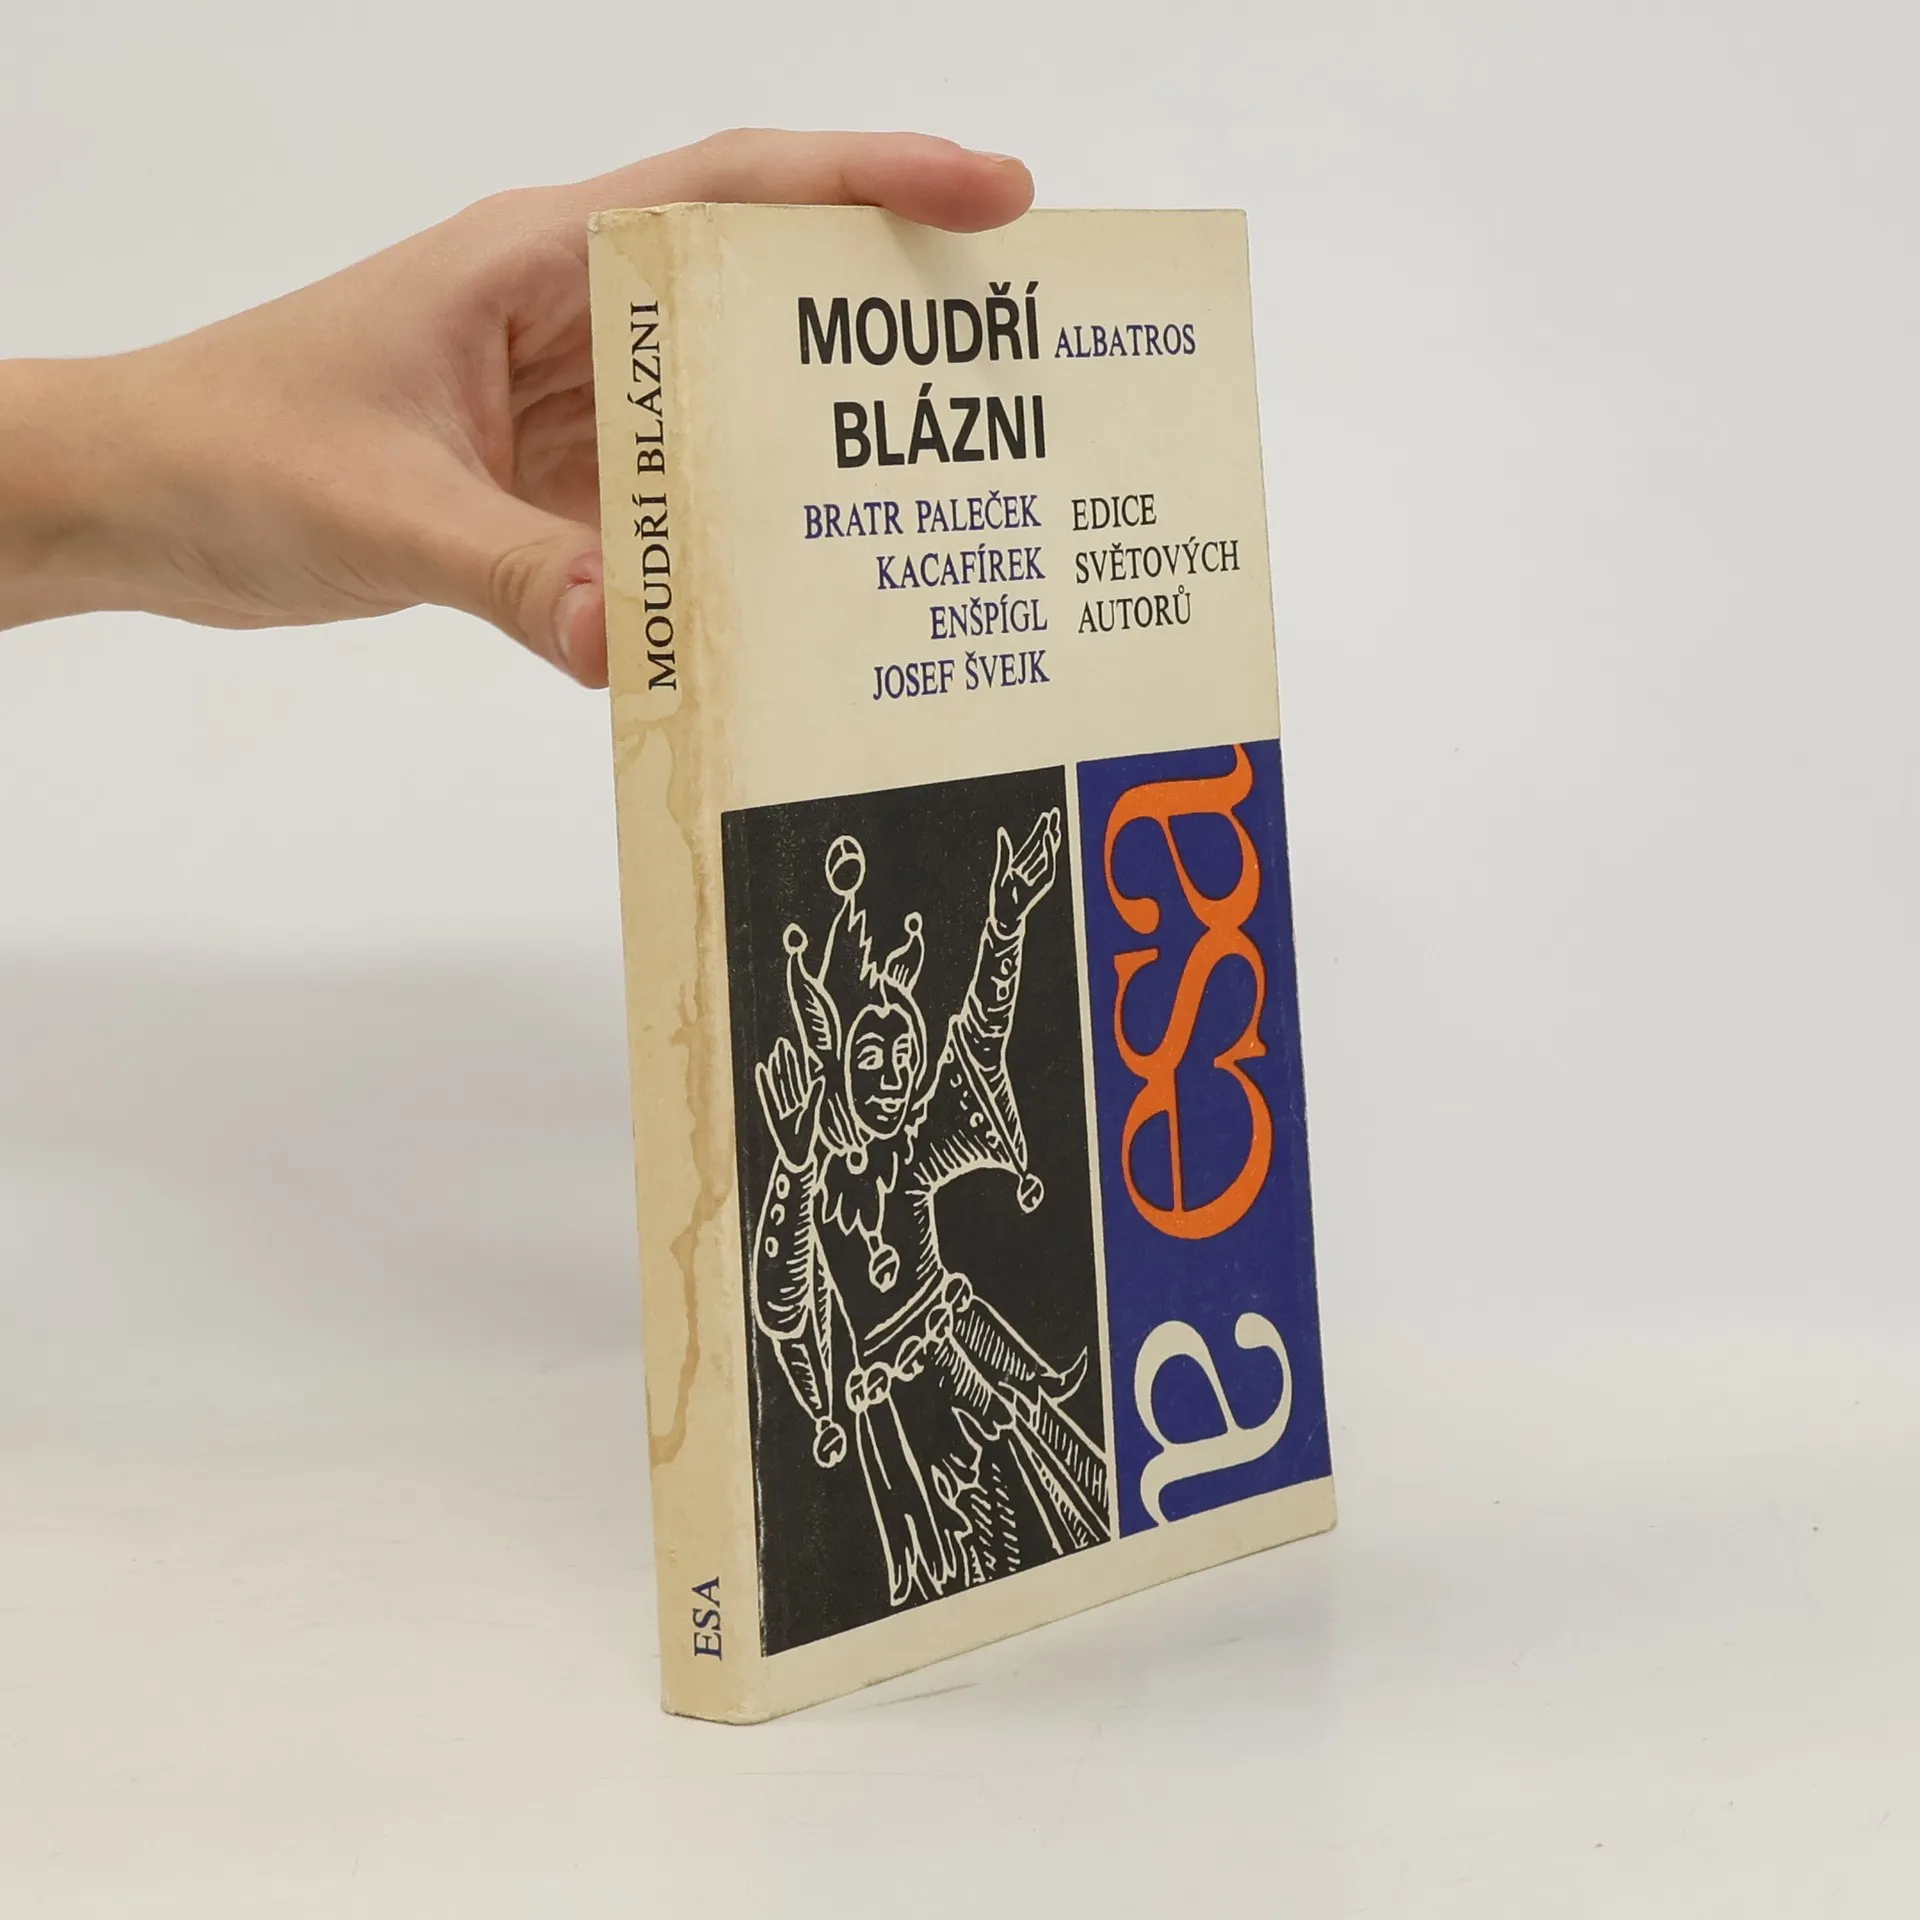 MOUDŘÍ BLÁZNI
ESA
MOUDŘÍ
BLÁZNI
ALBATROS
BRATR PALEČEK
KACAFÍREK
ENŠPÍGL
JOSEF ŠVEJK
EDICE
SVĚTOVÝCH
AUTORŮ
esa
a